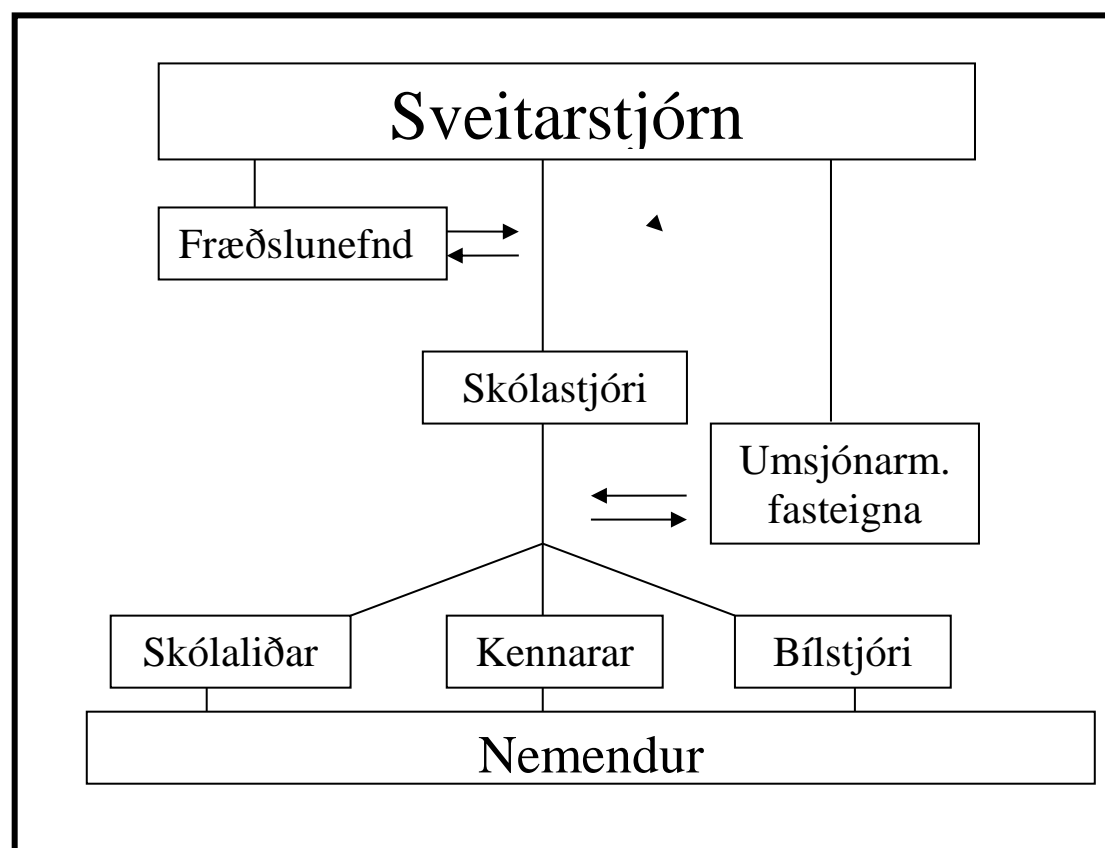 Sveitarstjórn
Fræðslunefnd
Skólastjóri
Umsjónarm.
fasteigna
Skólaliðar
Kennarar
Bílstjóri
Nemendur